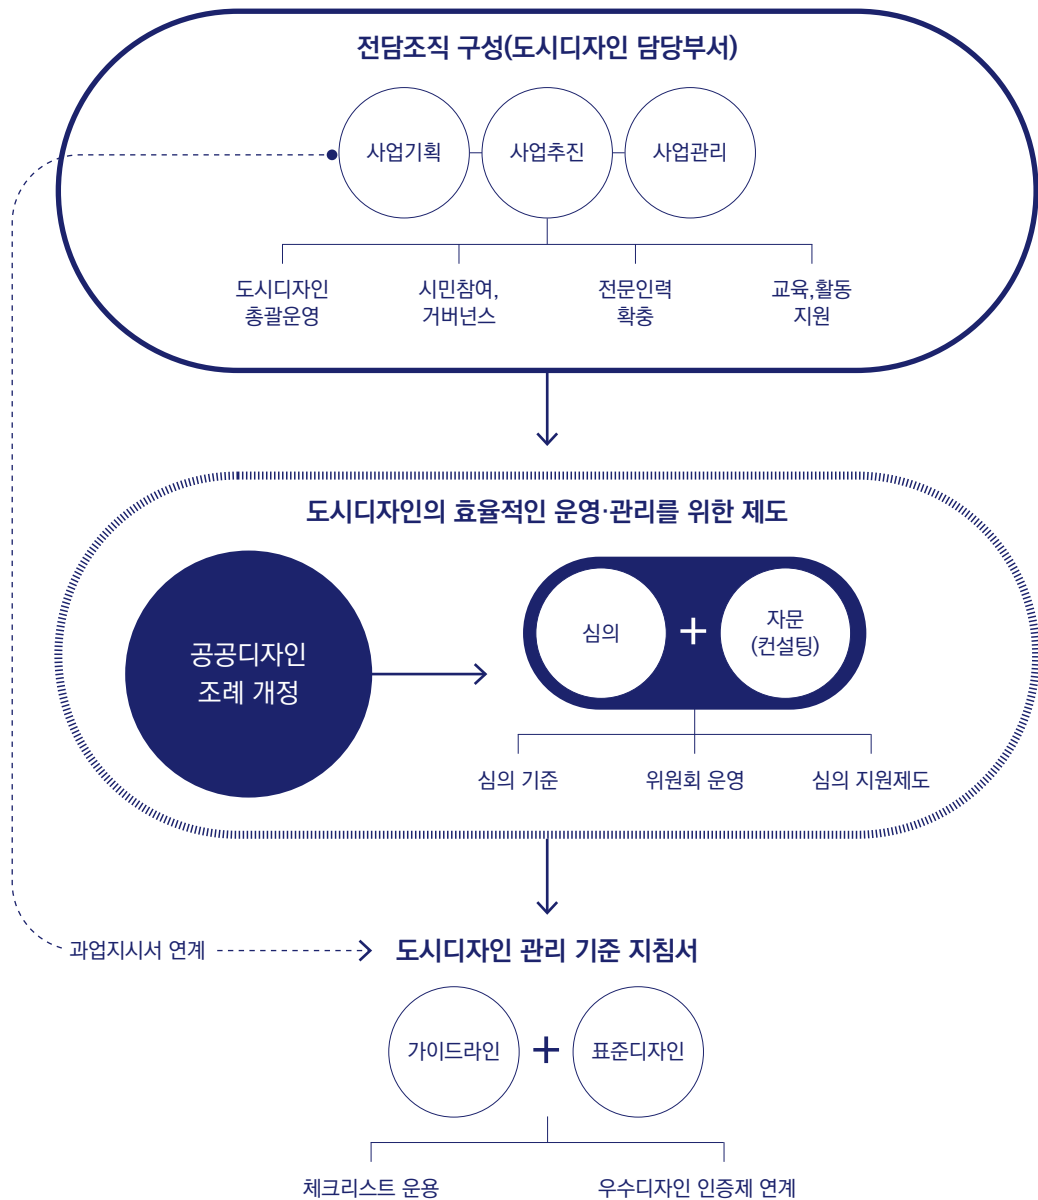 전담조직 구성(도시디자인 담당부서)
사업기획 사업추진 사업관리
도시디자인
총괄운영
시민참여,
거버넌스
전문인력
확충
교육,활동
지원
도시디자인의 효율적인 운영·관리를 위한 제도
공공디자인
조례 개정
심의 + 자문
(컨설팅)
심의 기준 위원회 운영 심의 지원제도
과업지시서 연계 도시디자인 관리 기준 지침서
가이드라인 + 표준디자인
체크리스트 운용 우수디자인 인증제 연계